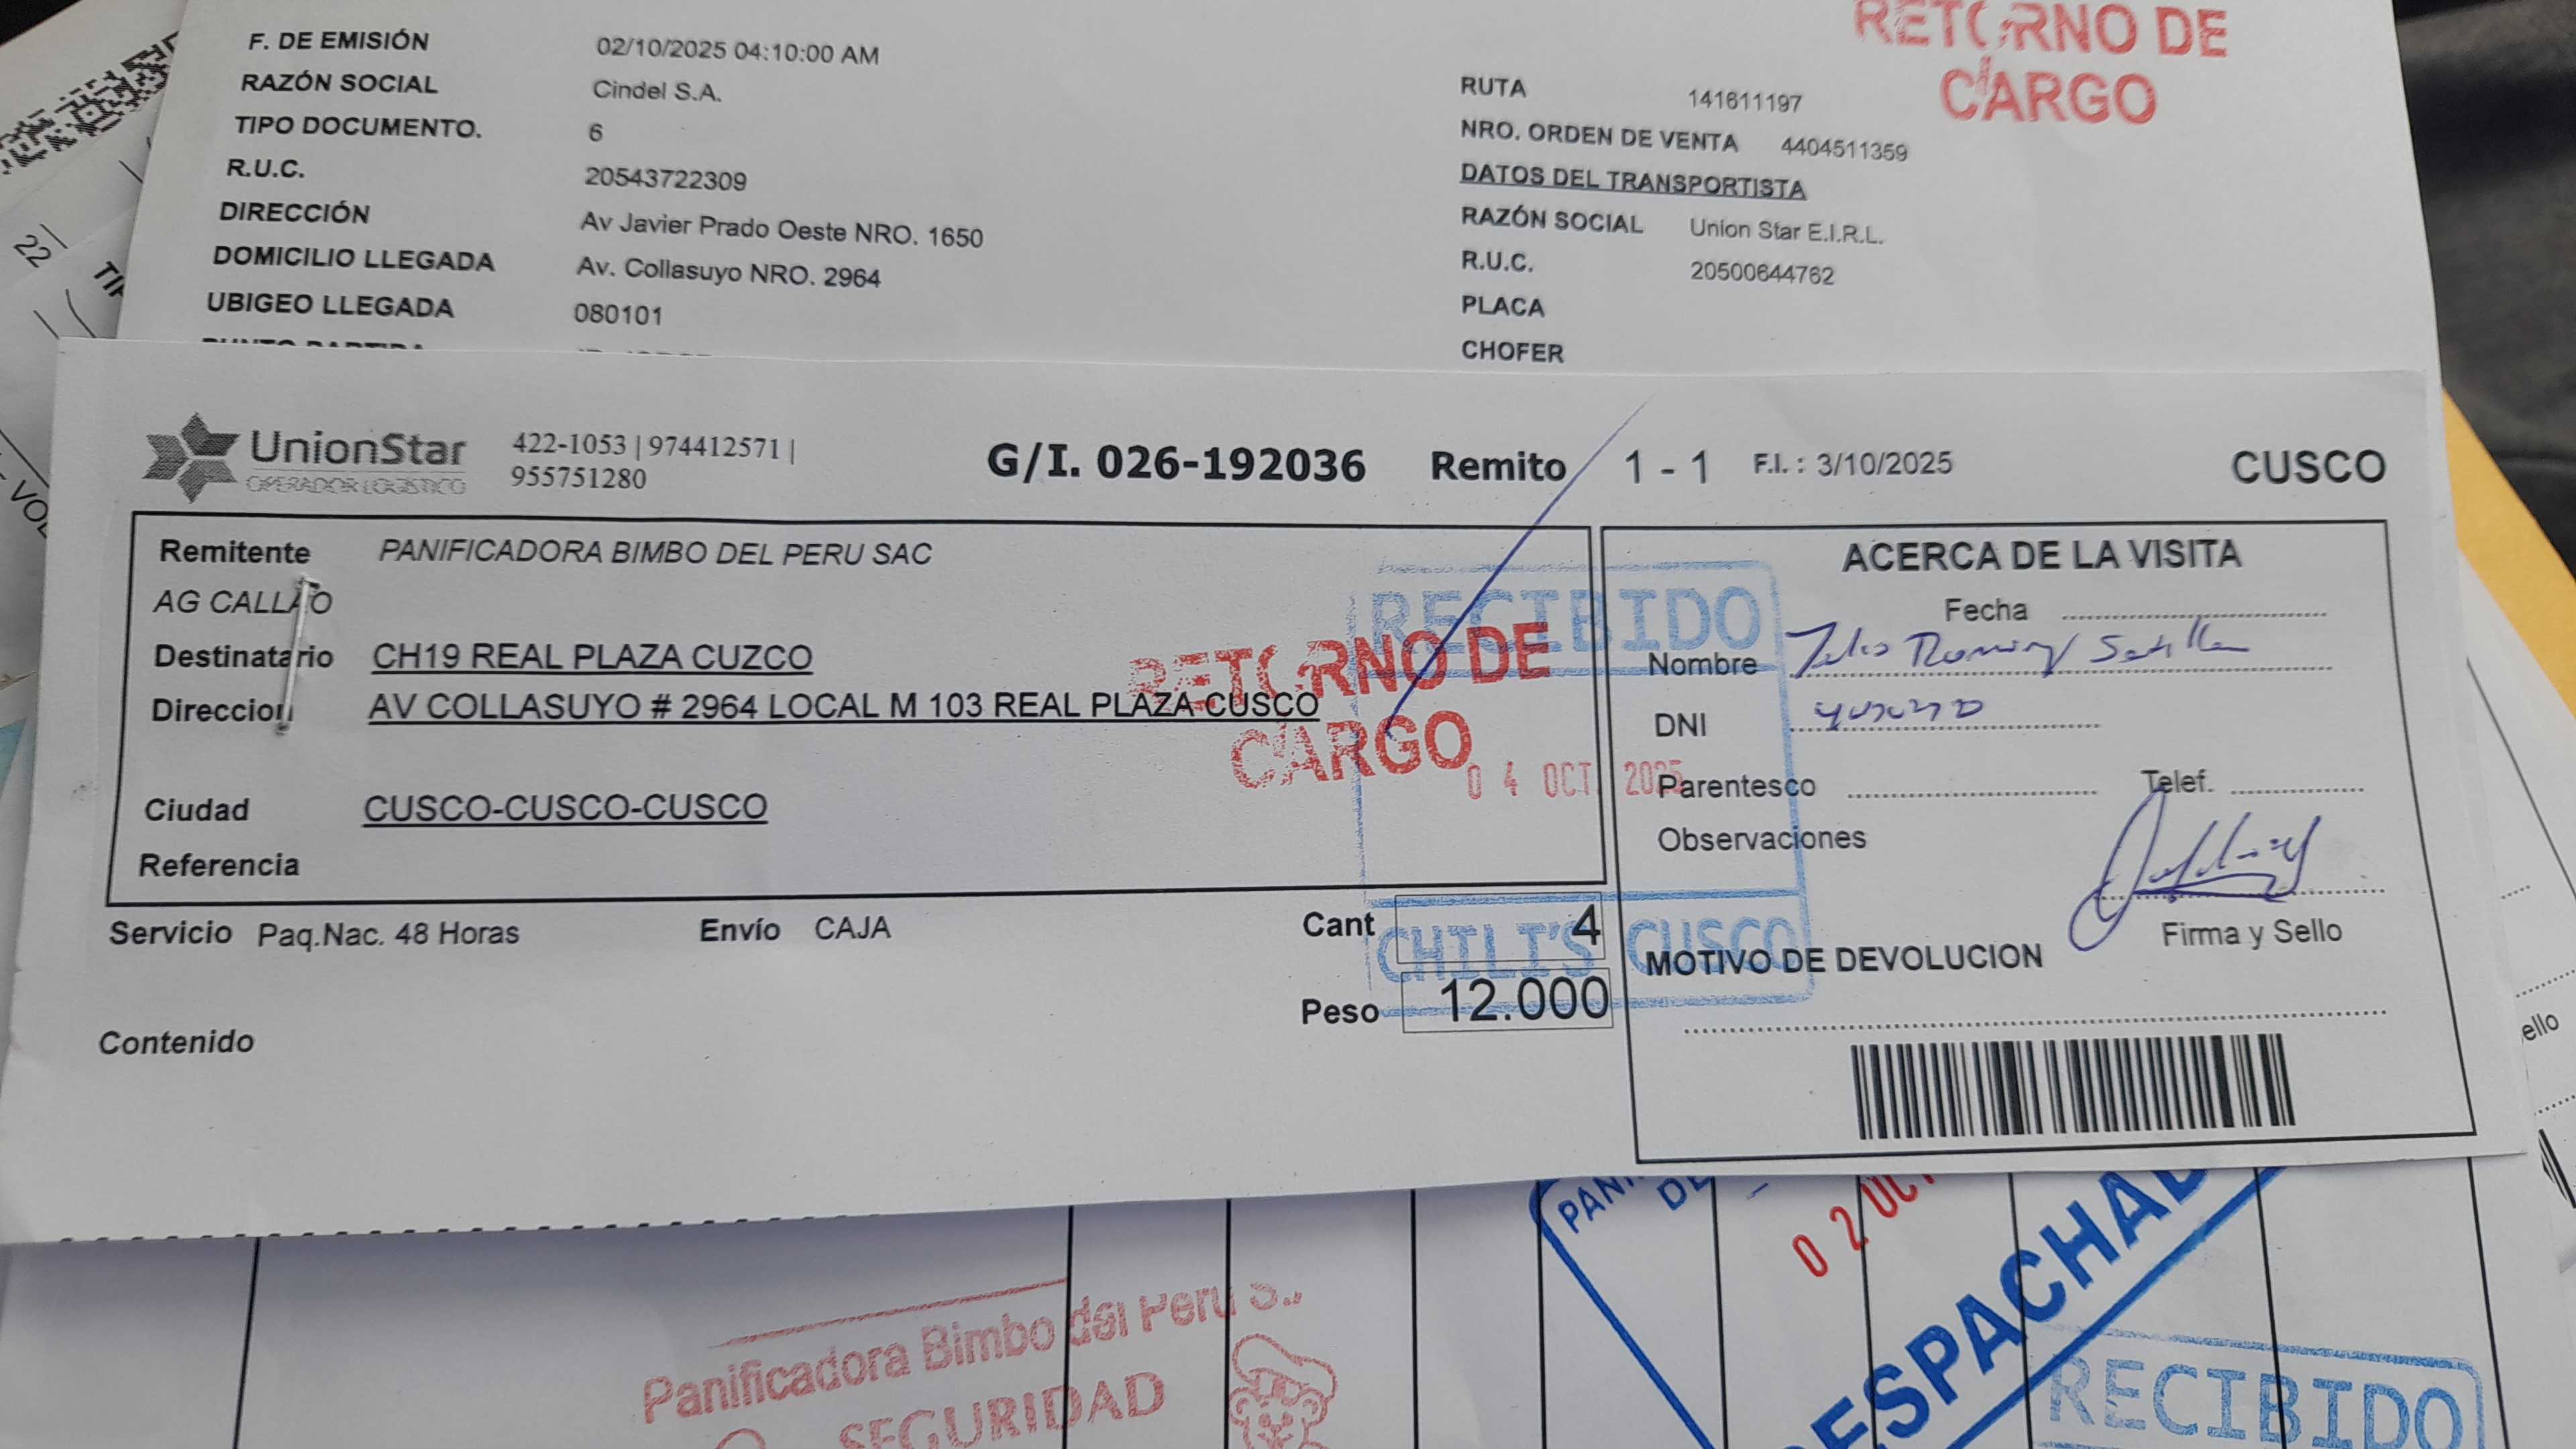 F. DE EMISIÓN 02/10/2025 04:10:00 AM
RAZÓN SOCIAL Cindel S.A.
TIPO DOCUMENTO. 6
R.U.C. 20543722309
DIRECCIÓN Av Javier Prado Oeste NRO. 1650
DOMICILIO LLEGADA Av. Collasuyo NRO. 2964
UBIGEO LLEGADA 080101
PUNTO PARTIDA
RETORNO DE
CARGO
RUTA 141611197
NRO. ORDEN DE VENTA 4404511359
DATOS DEL TRANSPORTISTA
RAZÓN SOCIAL Union Star E.I.R.L.
R.U.C. 20500644762
PLACA
CHOFER
22
UnionStar
OPERADOR LOGÍSTICO
422-1053 | 974412571 |
955751280
G/I. 026-192036 Remito 1 - 1 F.I. : 3/10/2025 CUSCO
Remitente PANIFICADORA BIMBO DEL PERU SAC
AG CALLAO
Destinatario CH19 REAL PLAZA CUZCO
Direccion AV COLLASUYO # 2964 LOCAL M 103 REAL PLAZA CUSCO
Ciudad CUSCO-CUSCO-CUSCO
Referencia
RETORNO DE
CARGO
RECIBIDO
04 OCT. 2025
CHILI'S CUSCO
Servicio Paq.Nac. 48 Horas Envío CAJA Cant 4
Peso 12.000
Contenido
ACERCA DE LA VISITA
Fecha
Nombre
DNI
Parentesco Telef.
Observaciones
Firma y Sello
MOTIVO DE DEVOLUCION
ello
02 OCT
Panificadora Bimbo del Peru S..
SEGURIDAD
RECIBIDO